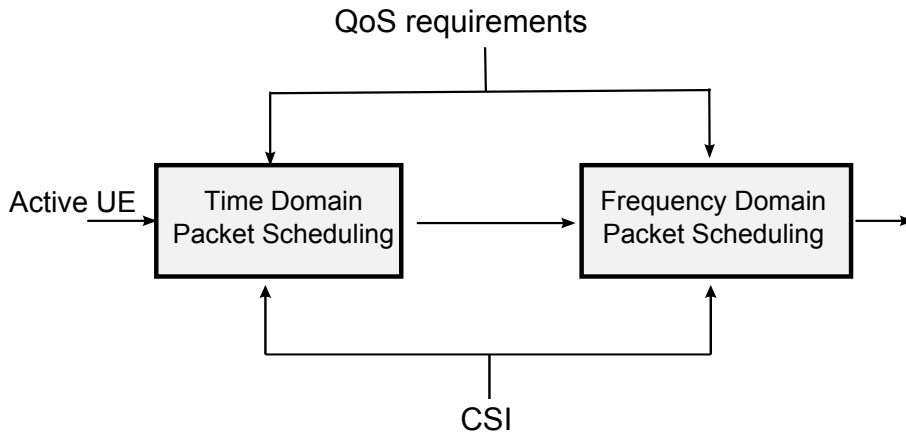 QoS requirements
Active UE
Time Domain
Packet Scheduling
Frequency Domain
Packet Scheduling
CSI